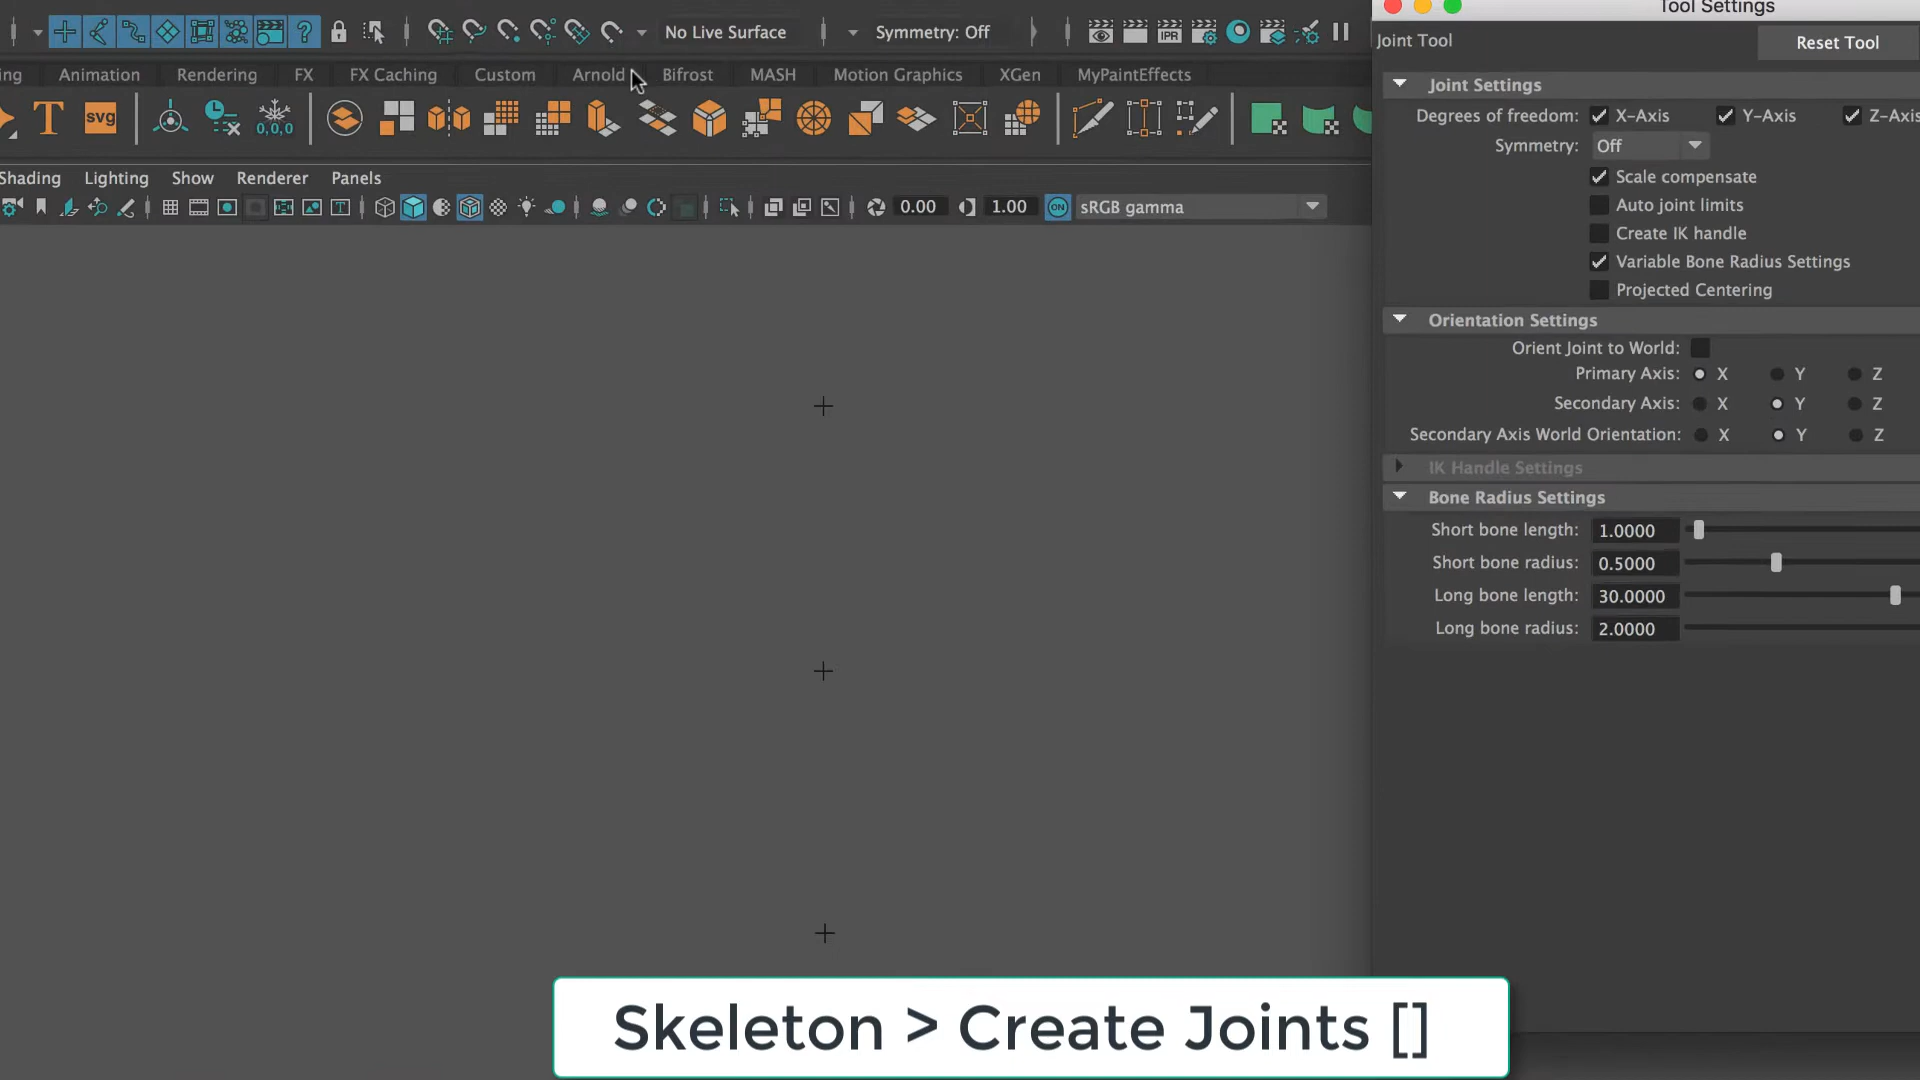 No Live Surface
Symmetry: Off
IPR
Tool Settings
Joint Tool
Reset Tool
Animation
Rendering
FX
FX Caching
Custom
Arnold
Bifrost
MASH
Motion Graphics
XGen
MyPaintEffects
T
svg
0,0,0
Shading
Lighting
Show
Renderer
Panels
0.00
1.00
ON
sRGB gamma
Joint Settings
Degrees of freedom: X-Axis Y-Axis Z-Axis
Symmetry: Off
Scale compensate
Auto joint limits
Create IK handle
Variable Bone Radius Settings
Projected Centering
Orientation Settings
Orient Joint to World:
Primary Axis: X Y Z
Secondary Axis: X Y Z
Secondary Axis World Orientation: X Y Z
IK Handle Settings
Bone Radius Settings
Short bone length: 1.0000
Short bone radius: 0.5000
Long bone length: 30.0000
Long bone radius: 2.0000
Skeleton > Create Joints []